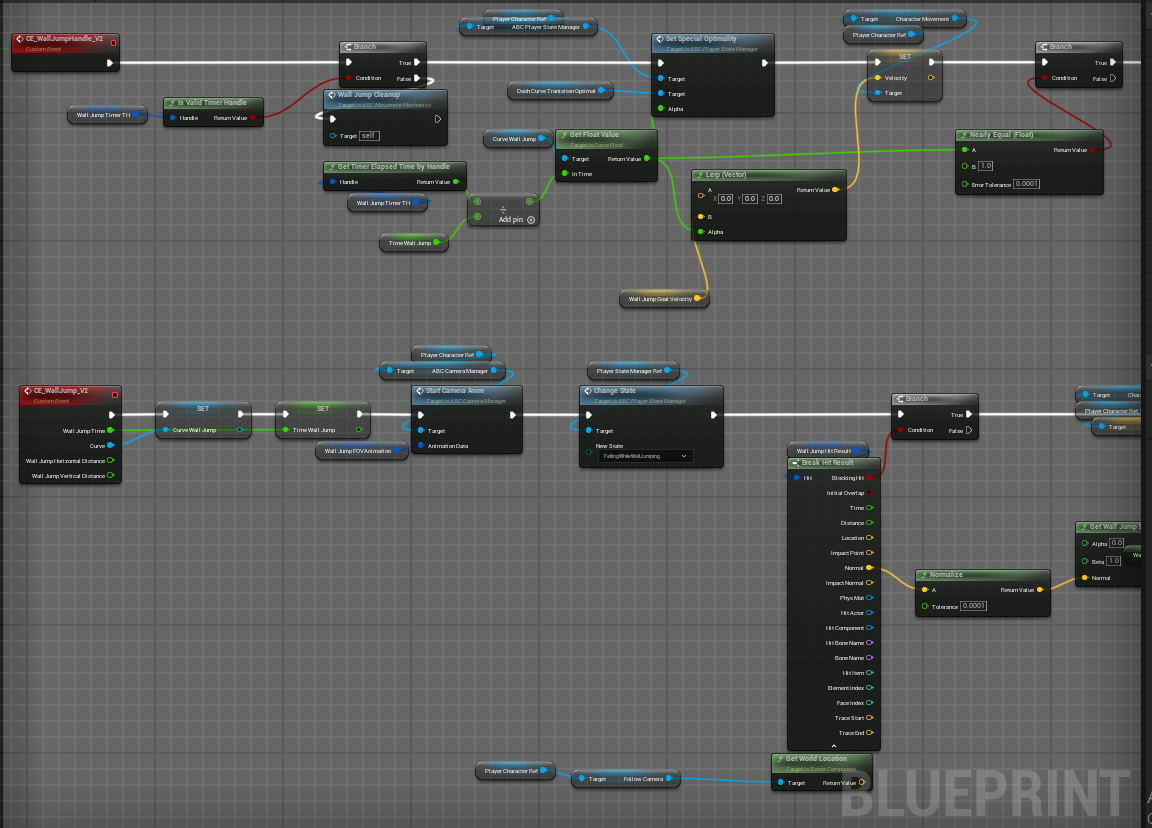 CE_WallJumpHandle_V2
Custom Event
Wall Jump Timer TH
Is Valid Timer Handle
Handle
Return Value
Branch
True
Condition
False
Wall Jump Cleanup
Target is ABC Movement Mechanics
Target
self
Get Timer Elapsed Time by Handle
Handle
Return Value
Wall Jump Timer TH
Time Wall Jump
÷
Add pin
Player Character Ref
Target
ABC Player State Manager
Dash Curve Transition Optimal
Curve Wall Jump
Get Float Value
Target is Curve Float
Target
Return Value
In Time
Set Special Optimality
Target is ABC Player State Manager
Target
Target
Alpha
Lerp (Vector)
A
Return Value
X 0.0 Y 0.0 Z 0.0
B
Alpha
Wall Jump Goal Velocity
Target
Character Movement
Player Character Ref
SET
Velocity
Target
Branch
True
Condition
False
Nearly Equal (Float)
A
Return Value
B 1.0
Error Tolerance 0.0001
CE_WallJump_V2
Custom Event
Wall Jump Time
Curve
Wall Jump Horizontal Distance
Wall Jump Vertical Distance
SET
Curve Wall Jump
SET
Time Wall Jump
Player Character Ref
Target
ABC Camera Manager
Wall Jump FOV Animation
Start Camera Anim
Target is ABC Camera Manager
Target
Animation Data
Player State Manager Ref
Change State
Target is ABC Player State Manager
Target
New State
FallingWhileWallJumping
Wall Jump Hit Result
Break Hit Result
Hit
Blocking Hit
Initial Overlap
Time
Distance
Location
Impact Point
Normal
Impact Normal
Phys Mat
Hit Actor
Hit Component
Hit Bone Name
Bone Name
Hit Item
Element Index
Face Index
Trace Start
Trace End
Branch
True
Condition
False
Normalize
A
Return Value
Tolerance 0.0001
Target
Char
Player Character Ref
Target
Get Wall Jump
Alpha 0.0
Beta 1.0
Normal
Player Character Ref
Target
Follow Camera
Get World Location
Target is Scene Component
Target
Return Value
BLUEPRINT